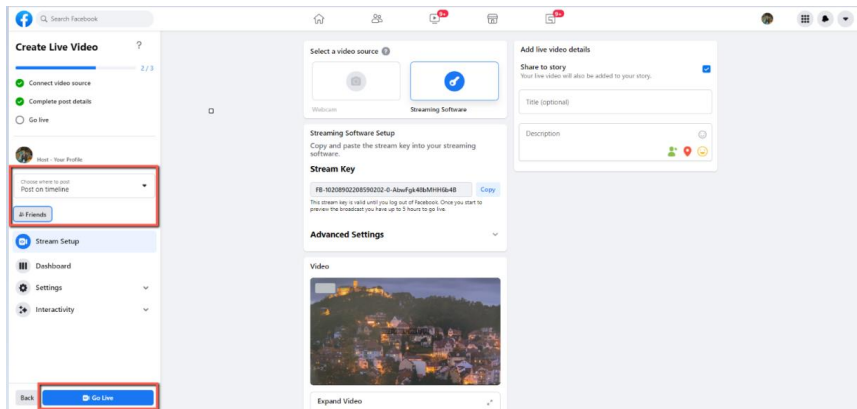 Search Facebook
9+
9+
Create Live Video
?
2 / 3
Connect video source
Complete post details
Go live
Host - Your Profile
Choose where to post
Post on timeline
Friends
Stream Setup
Dashboard
Settings
Interactivity
Back
Go Live
Select a video source
Webcam
Streaming Software
Streaming Software Setup
Copy and paste the stream key into your streaming
software.
Stream Key
FB-10208902208590202-0-AbwFgk40bMHH6b4B
Copy
This stream key is valid until you log out of Facebook. Once you start to
preview the broadcast you have up to 5 hours to go live.
Advanced Settings
Video
Expand Video
Add live video details
Share to story
Your live video will also be added to your story.
Title (optional)
Description